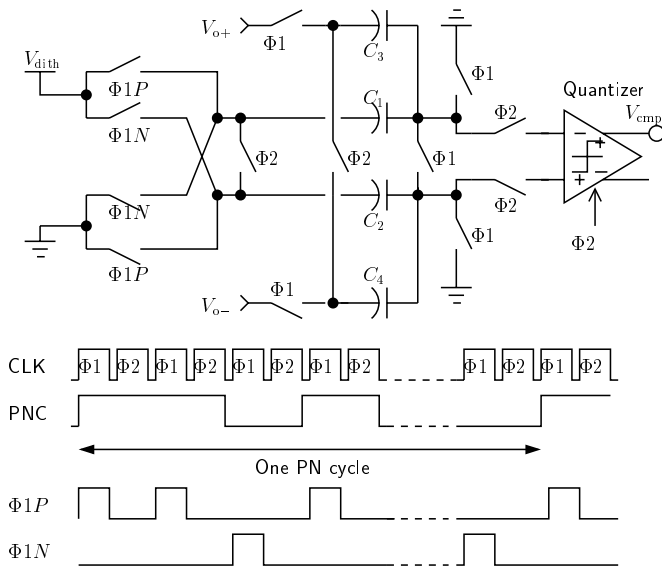 V_o+
Φ1
V_dith
C_3
Φ1P
Φ1
Quantizer
V_cmp
C_1
Φ2
Φ1N
Φ2
Φ2
Φ1
Φ1N
C_2
Φ2
Φ1P
Φ1
Φ2
C_4
Φ1
V_o−
CLK Φ1 Φ2 Φ1 Φ2 Φ1 Φ2 Φ1 Φ2 Φ1 Φ2 Φ1 Φ2
PNC
One PN cycle
Φ1P
Φ1N